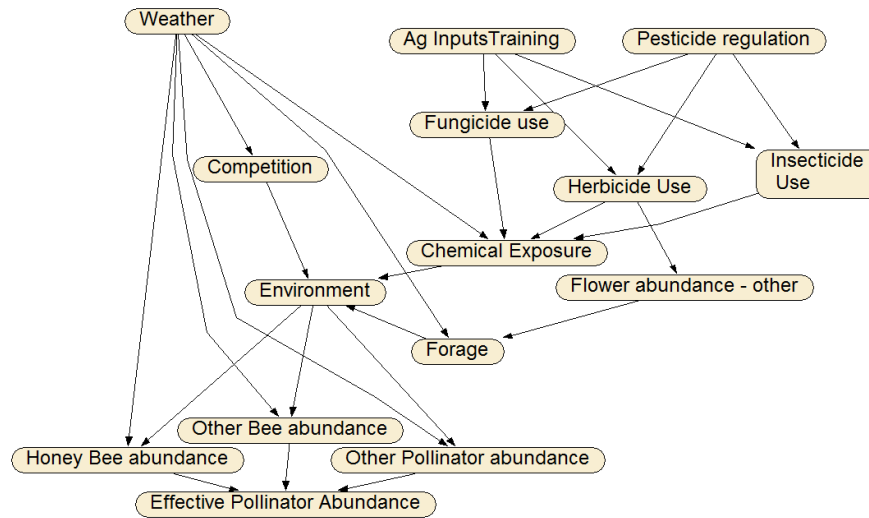 Weather
Ag InputsTraining
Pesticide regulation
Fungicide use
Competition
Insecticide
Use
Herbicide Use
Chemical Exposure
Environment
Flower abundance - other
Forage
Other Bee abundance
Honey Bee abundance
Other Pollinator abundance
Effective Pollinator Abundance